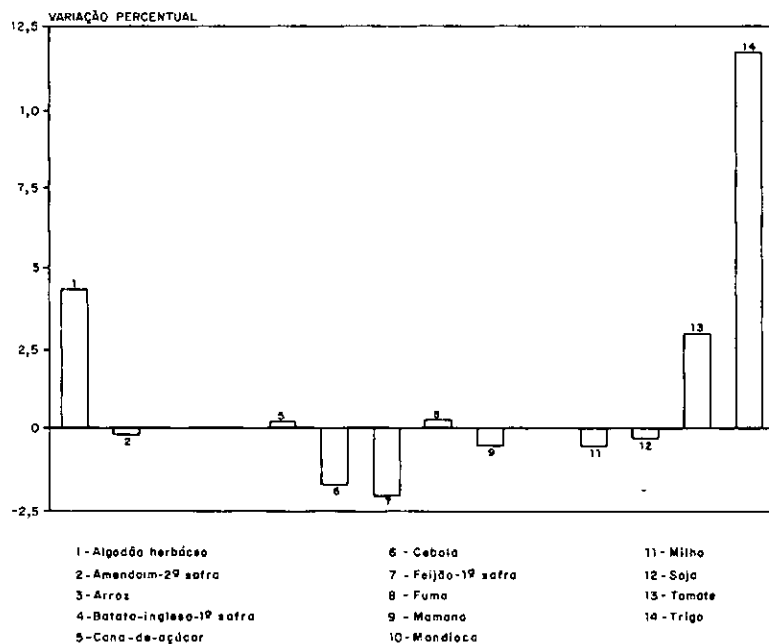 VARIAÇÃO PERCENTUAL
12,5
1,0
7,5
5
2,5
0
-2,5
1
2
5
6
7
8
9
11
12
13
14
1-Algodão herbáceo
2-Amendoim-2º safra
3-Arroz
4-Batata-inglesa-1º safra
5-Cana-de-açúcar
6 - Cebola
7 - Feijão-1º safra
8 - Fumo
9 - Mamona
10-Mandioca
11-Milho
12-Soja
13-Tomate
14-Trigo